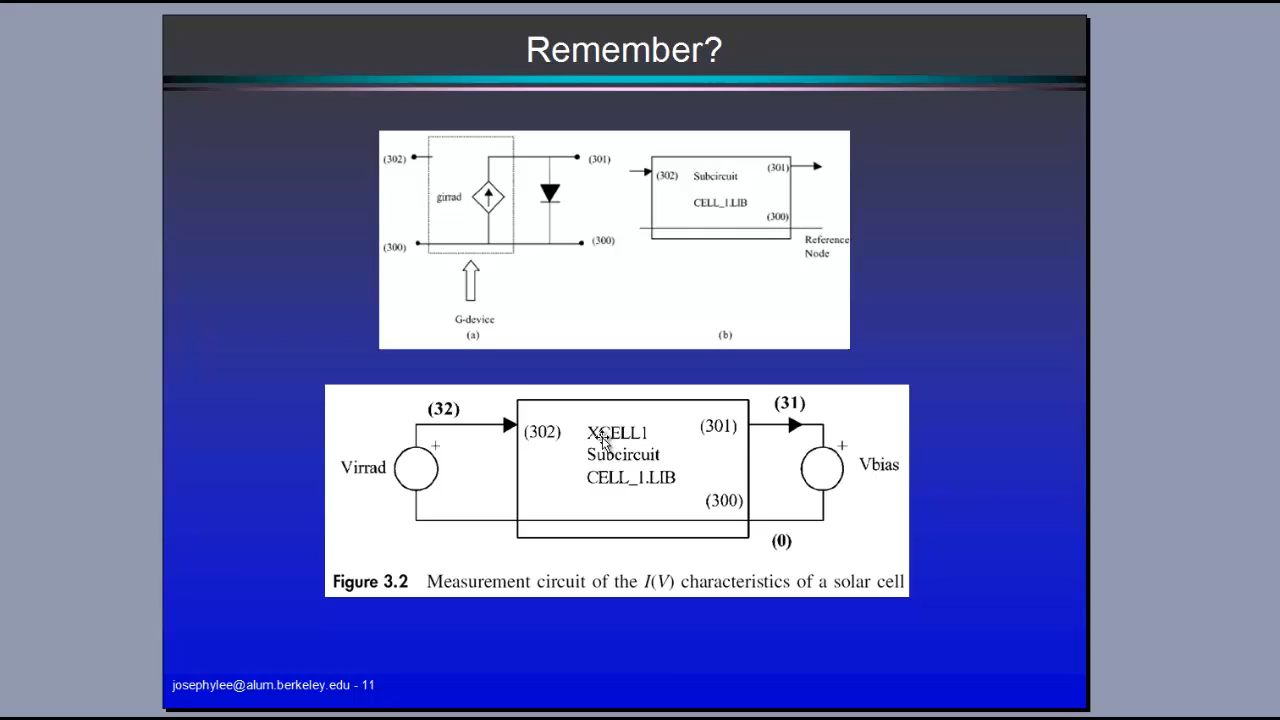 Remember?
(302)
(301)
girrad
(300)
(300)
G-device
(a)
(302)
Subcircuit
(301)
CELL_1.LIB
(300)
Reference
Node
(b)
(32)
(31)
(302)
XCELL1
(301)
Virrad
+
Subcircuit
+
Vbias
CELL_1.LIB
(300)
(0)
Figure 3.2 Measurement circuit of the I(V) characteristics of a solar cell
josephylee@alum.berkeley.edu - 11